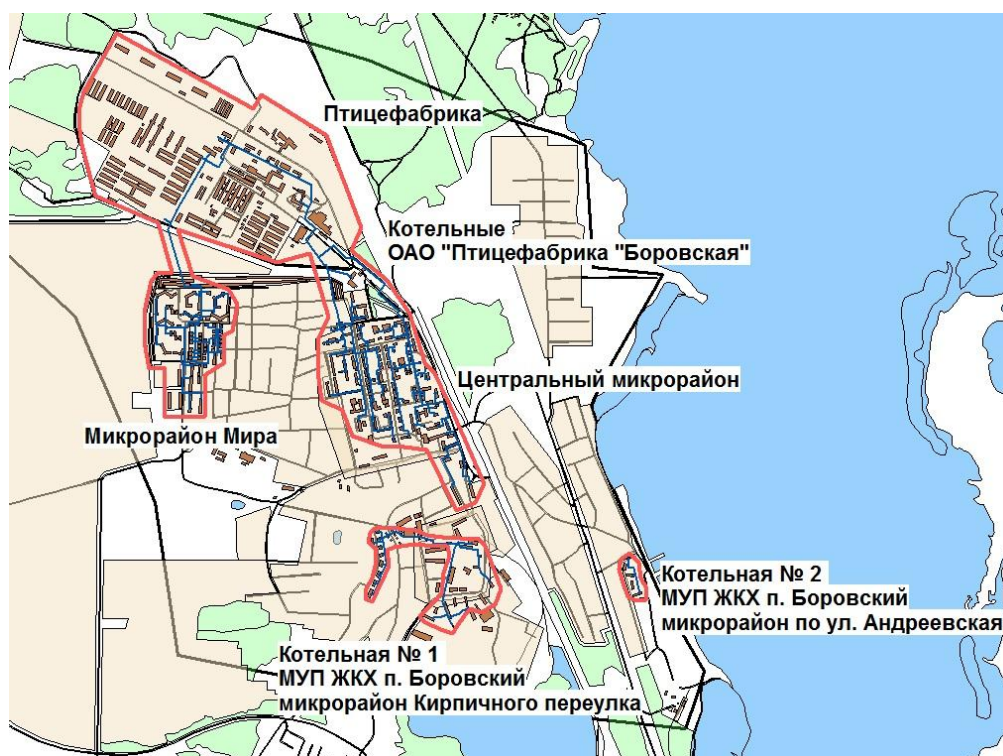 Птицефабрика
Котельные
ОАО "Птицефабрика "Боровская"
Центральный микрорайон
Микрорайон Мира
Котельная № 2
МУП ЖКХ п. Боровский
микрорайон по ул. Андреевская
Котельная № 1
МУП ЖКХ п. Боровский
микрорайон Кирпичного переулка